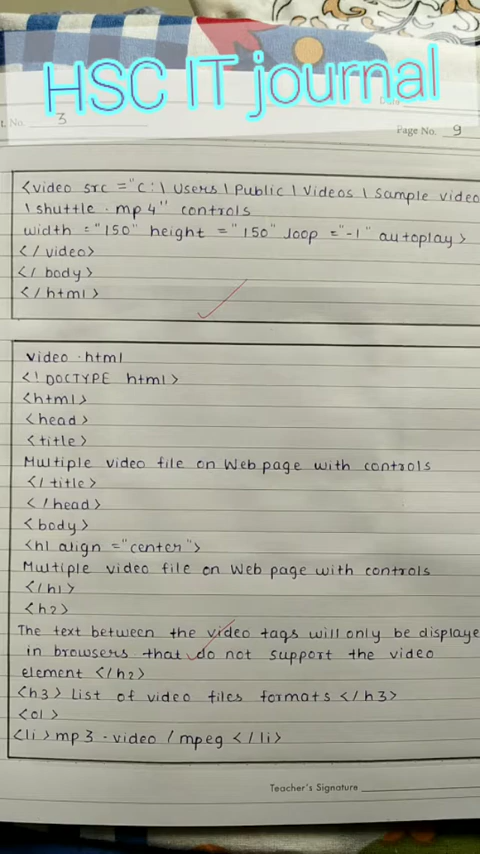 HSC IT journal
t. No. 3
Date
Page No. 9
<video src ="c:\ Users \ Public \ Videos \ Sample video
\ shuttle . mp4" controls
width ="150" height ="150" loop ="-1" autoplay>
</ video>
</ body>
</ html>
video .html
<! DOCTYPE html>
<html>
<head>
<title>
Multiple video file on Web page with controls
</ title>
</ head>
<body>
<h1 align ="center">
Multiple video file on Web page with controls
</h1>
<h2>
The text between the video tags will only be displaye
in browsers that do not support the video
element </h2>
<h3> List of video files formats </h3>
<ol>
<li> mp3 - video / mpeg </li>
Teacher's Signature